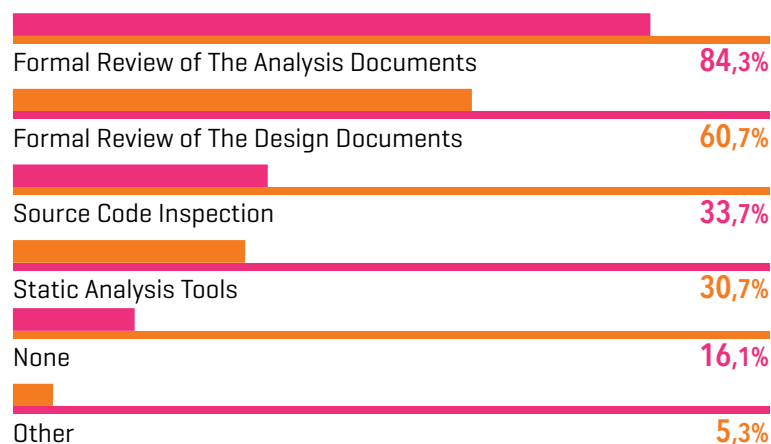 Formal Review of The Analysis Documents 84,3%
Formal Review of The Design Documents 60,7%
Source Code Inspection 33,7%
Static Analysis Tools 30,7%
None 16,1%
Other 5,3%